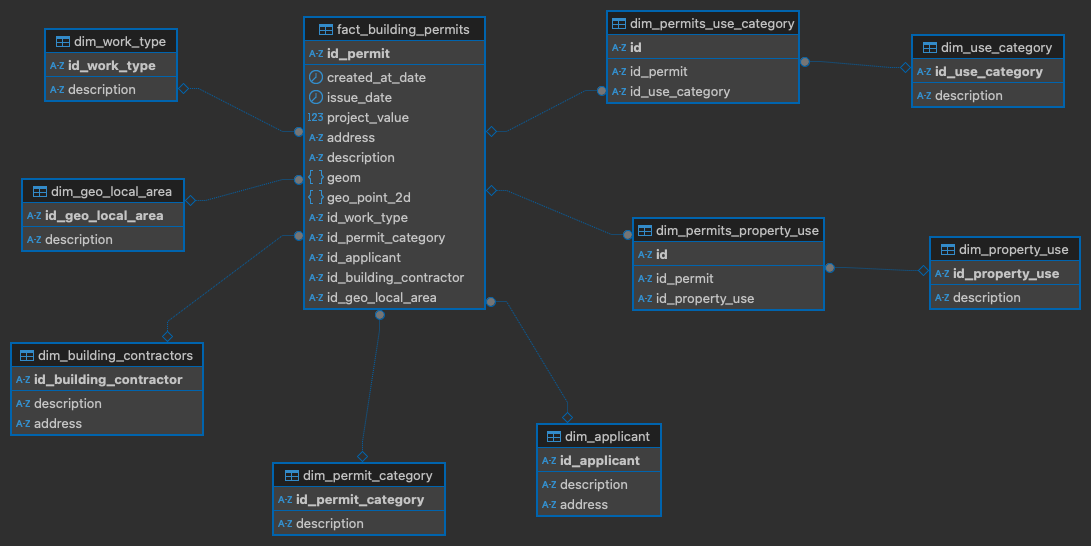 dim_work_type
A-Z id_work_type
A-Z description
dim_geo_local_area
A-Z id_geo_local_area
A-Z description
dim_building_contractors
A-Z id_building_contractor
A-Z description
A-Z address
fact_building_permits
A-Z id_permit
created_at_date
issue_date
123 project_value
A-Z address
A-Z description
{ } geom
{ } geo_point_2d
A-Z id_work_type
A-Z id_permit_category
A-Z id_applicant
A-Z id_building_contractor
A-Z id_geo_local_area
dim_permit_category
A-Z id_permit_category
A-Z description
dim_applicant
A-Z id_applicant
A-Z description
A-Z address
dim_permits_use_category
A-Z id
A-Z id_permit
A-Z id_use_category
dim_use_category
A-Z id_use_category
A-Z description
dim_permits_property_use
A-Z id
A-Z id_permit
A-Z id_property_use
dim_property_use
A-Z id_property_use
A-Z description